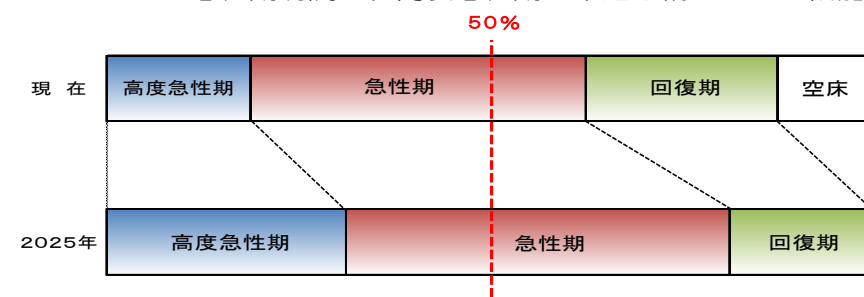 50%
現 在
高度急性期
急性期
回復期
空床
2025年
高度急性期
急性期
回復期